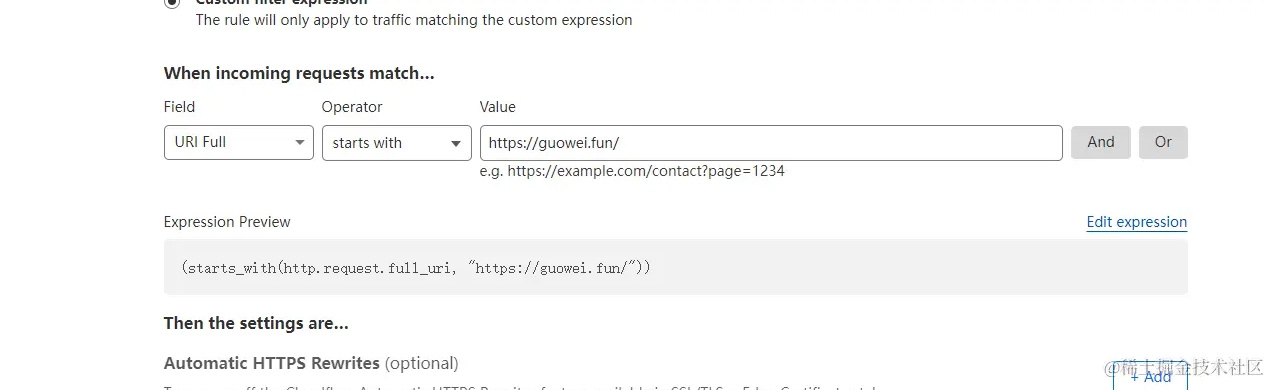 Custom filter expression
The rule will only apply to traffic matching the custom expression
When incoming requests match...
Field Operator Value
URI Full starts with https://guowei.fun/ And Or
e.g. https://example.com/contact?page=1234
Expression Preview Edit expression
(starts_with(http.request.full_uri, "https://guowei.fun/"))
Then the settings are...
Automatic HTTPS Rewrites (optional)
+ Add
@稀土掘金技术社区